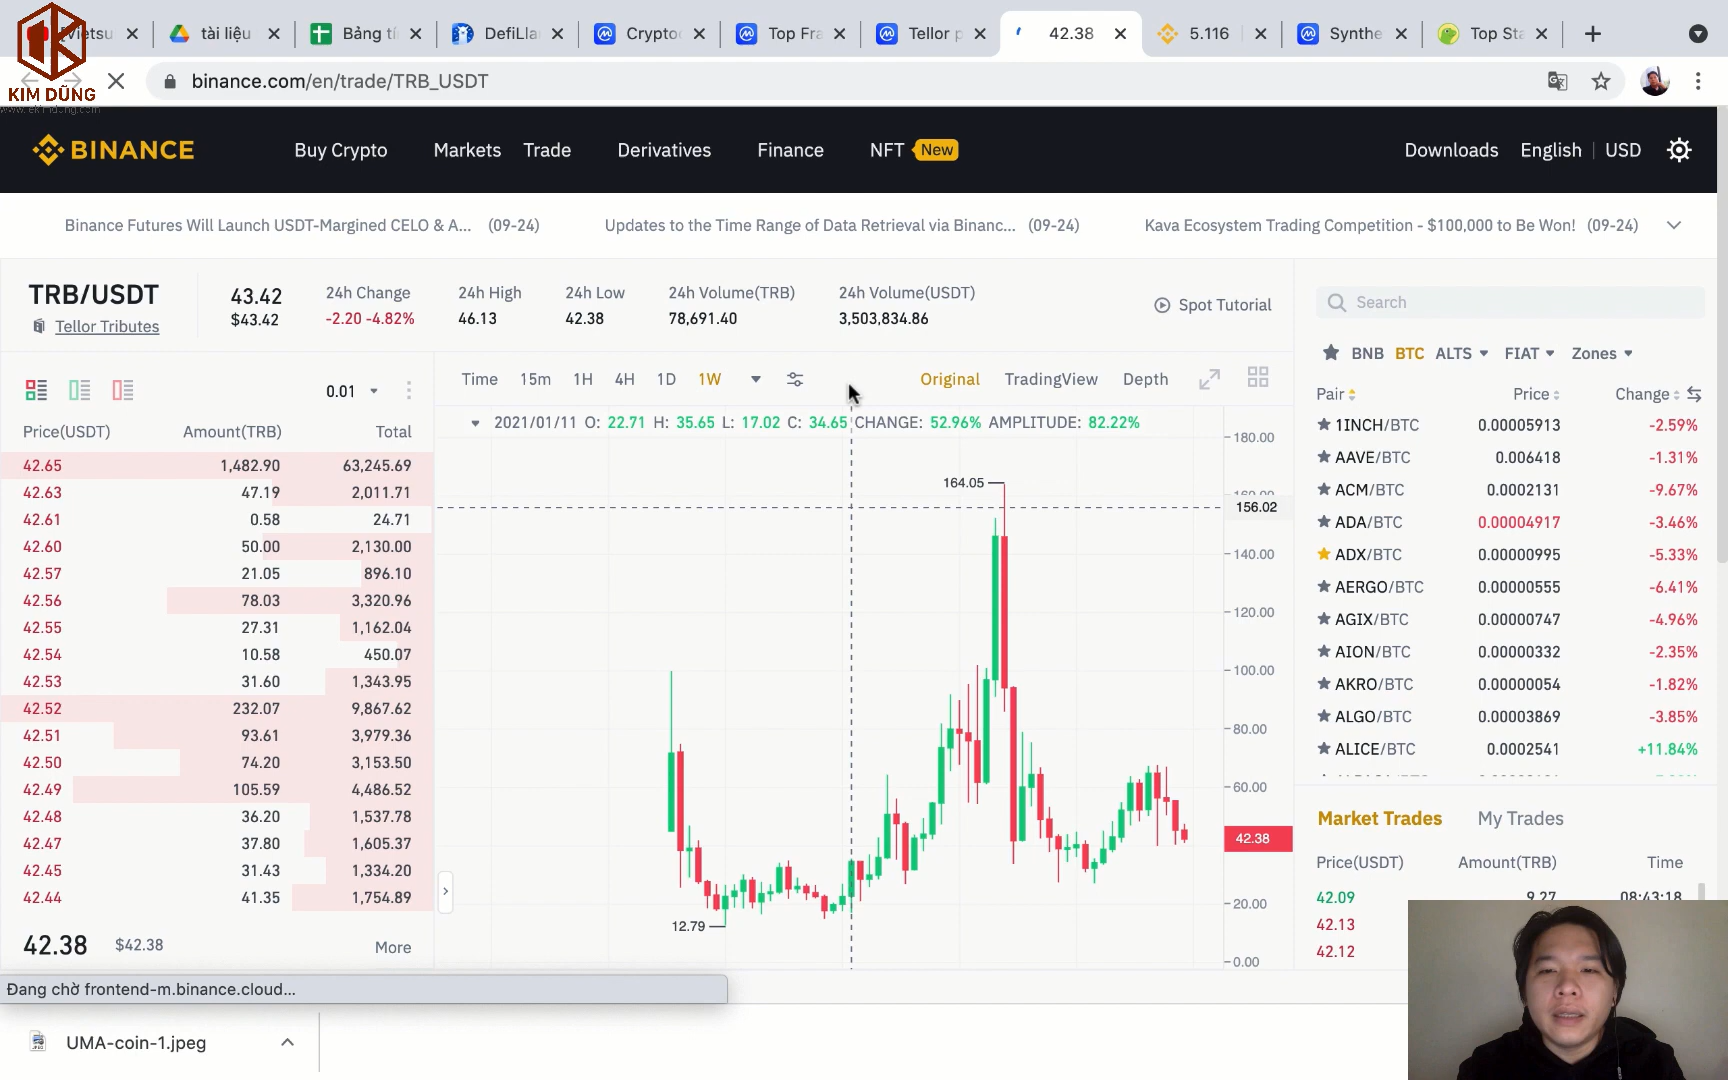 tài liệu
Bảng tí
DefiLla
Crypto
Top Fra
Tellor p
42.38
5.116
Synthe
Top Sta
KIM DŨNG
binance.com/en/trade/TRB_USDT
BINANCE
Buy Crypto
Markets
Trade
Derivatives
Finance
NFT
New
Downloads
English
USD
Binance Futures Will Launch USDT-Margined CELO & A... (09-24)
Updates to the Time Range of Data Retrieval via Binanc... (09-24)
Kava Ecosystem Trading Competition - $100,000 to Be Won! (09-24)
TRB/USDT
Tellor Tributes
43.42
$43.42
24h Change
-2.20 -4.82%
24h High
46.13
24h Low
42.38
24h Volume(TRB)
78,691.40
24h Volume(USDT)
3,503,834.86
Spot Tutorial
0.01
Price(USDT) Amount(TRB) Total
42.65 1,482.90 63,245.69
42.63 47.19 2,011.71
42.61 0.58 24.71
42.60 50.00 2,130.00
42.57 21.05 896.10
42.56 78.03 3,320.96
42.55 27.31 1,162.04
42.54 10.58 450.07
42.53 31.60 1,343.95
42.52 232.07 9,867.62
42.51 93.61 3,979.36
42.50 74.20 3,153.50
42.49 105.59 4,486.52
42.48 36.20 1,537.78
42.47 37.80 1,605.37
42.45 31.43 1,334.20
42.44 41.35 1,754.89
42.38 $42.38 More
Time 15m 1H 4H 1D 1W
Original TradingView Depth
2021/01/11 O: 22.71 H: 35.65 L: 17.02 C: 34.65 CHANGE: 52.96% AMPLITUDE: 82.22%
180.00
164.05
156.02
140.00
120.00
100.00
80.00
60.00
42.38
20.00
12.79
0.00
Search
BNB BTC ALTS FIAT Zones
Pair Price Change
1INCH/BTC 0.00005913 -2.59%
AAVE/BTC 0.006418 -1.31%
ACM/BTC 0.0002131 -9.67%
ADA/BTC 0.00004917 -3.46%
ADX/BTC 0.00000995 -5.33%
AERGO/BTC 0.00000555 -6.41%
AGIX/BTC 0.00000747 -4.96%
AION/BTC 0.00000332 -2.35%
AKRO/BTC 0.00000054 -1.82%
ALGO/BTC 0.00003869 -3.85%
ALICE/BTC 0.0002541 +11.84%
Market Trades My Trades
Price(USDT) Amount(TRB) Time
42.09 9.27 08:43:18
42.13
42.12
Đang chờ frontend-m.binance.cloud...
UMA-coin-1.jpeg